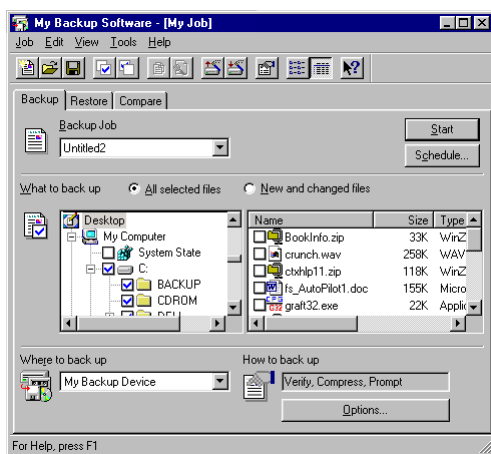 My Backup Software - [My Job]
Job Edit View Tools Help
Backup Restore Compare
Backup Job
Untitled2
Start
Schedule...
What to back up All selected files New and changed files
Desktop
My Computer
System State
C:
BACKUP
CDROM
Name Size Type
BookInfo.zip 33K WinZ
crunch.wav 258K WAV
ctxhlp11.zip 118K WinZ
fs_AutoPilot1.doc 155K Micro
graft32.exe 22K Applic
Where to back up
My Backup Device
How to back up
Verify, Compress, Prompt
Options...
For Help, press F1